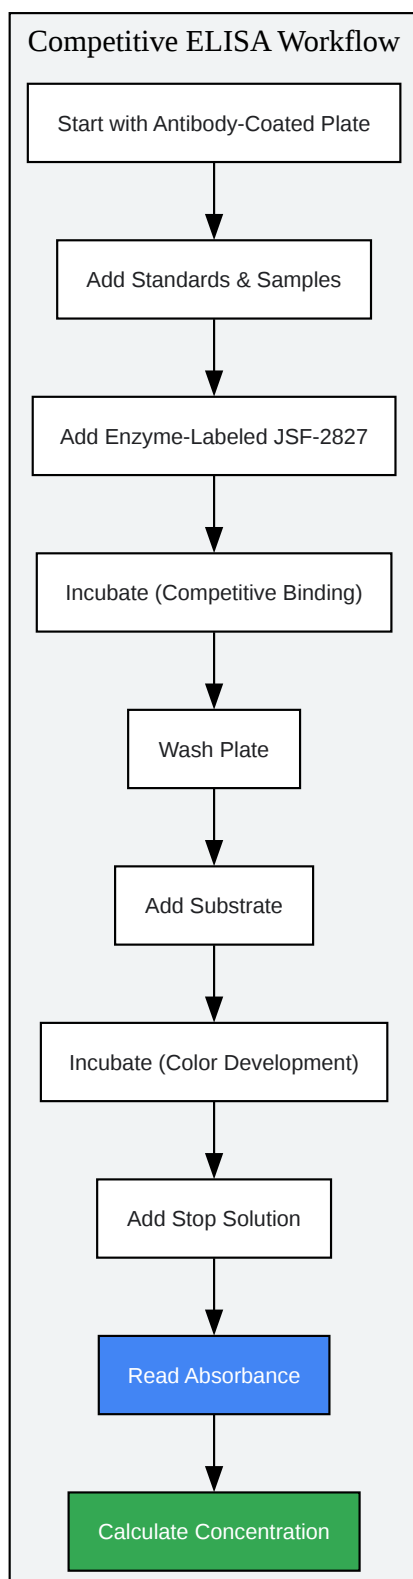 Competitive ELISA Workflow
Start with Antibody-Coated Plate
Add Standards & Samples
Add Enzyme-Labeled JSF-2827
Incubate (Competitive Binding)
Wash Plate
Add Substrate
Incubate (Color Development)
Add Stop Solution
Read Absorbance
Calculate Concentration